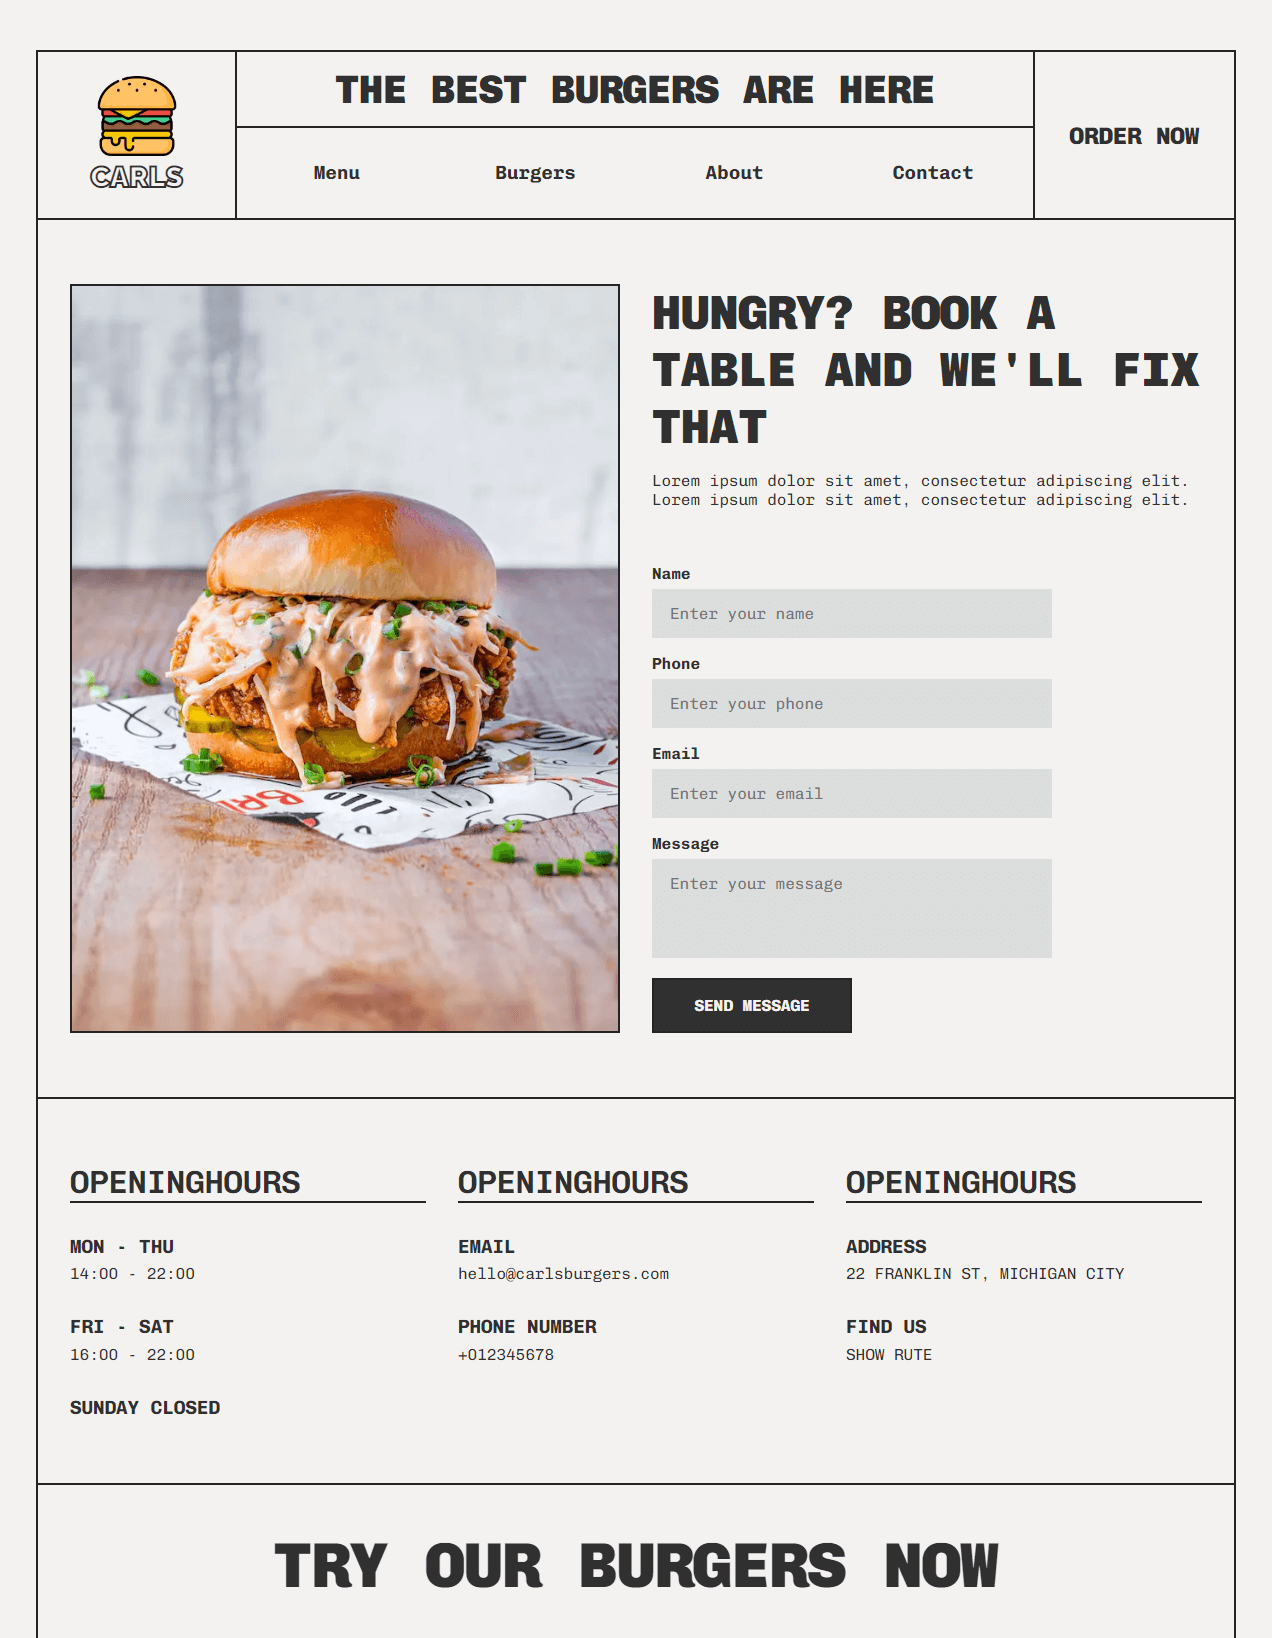 CARLS
THE BEST BURGERS ARE HERE
Menu
Burgers
About
Contact
ORDER NOW
HUNGRY? BOOK A
TABLE AND WE'LL FIX
THAT
Lorem ipsum dolor sit amet, consectetur adipiscing elit.
Lorem ipsum dolor sit amet, consectetur adipiscing elit.
Name
Enter your name
Phone
Enter your phone
Email
Enter your email
Message
Enter your message
SEND MESSAGE
OPENINGHOURS
MON - THU
14:00 - 22:00
FRI - SAT
16:00 - 22:00
SUNDAY CLOSED
OPENINGHOURS
EMAIL
hello@carlsburgers.com
PHONE NUMBER
+012345678
OPENINGHOURS
ADDRESS
22 FRANKLIN ST, MICHIGAN CITY
FIND US
SHOW RUTE
TRY OUR BURGERS NOW